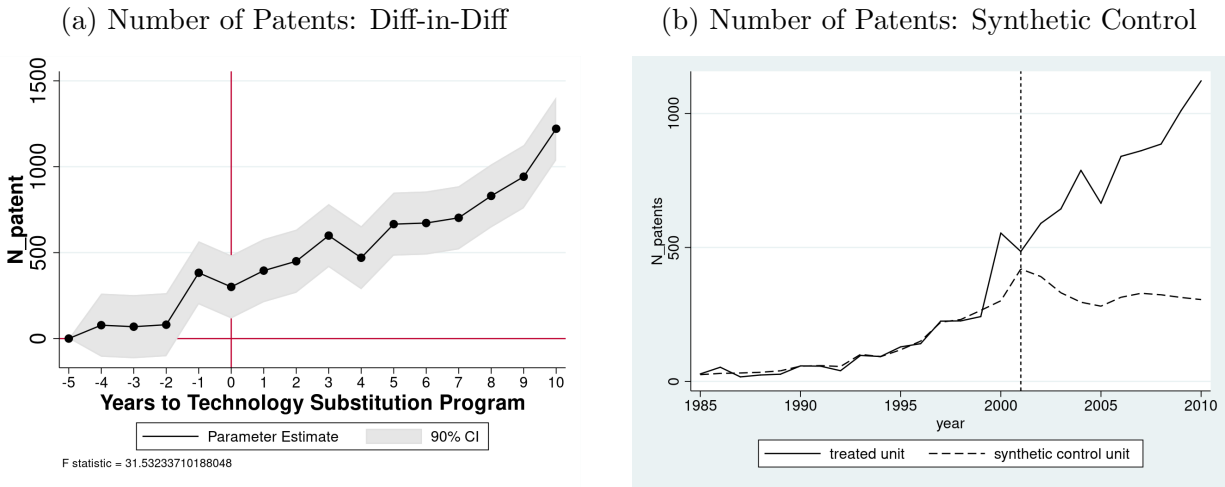 (a) Number of Patents: Diff-in-Diff
N_patent
1500
1000
500
0
-5 -4 -3 -2 -1 0 1 2 3 4 5 6 7 8 9 10
Years to Technology Substitution Program
Parameter Estimate 90% CI
F statistic = 31.53233710188048
(b) Number of Patents: Synthetic Control
N_patents
1000
500
0
1985 1990 1995 2000 2005 2010
year
treated unit synthetic control unit